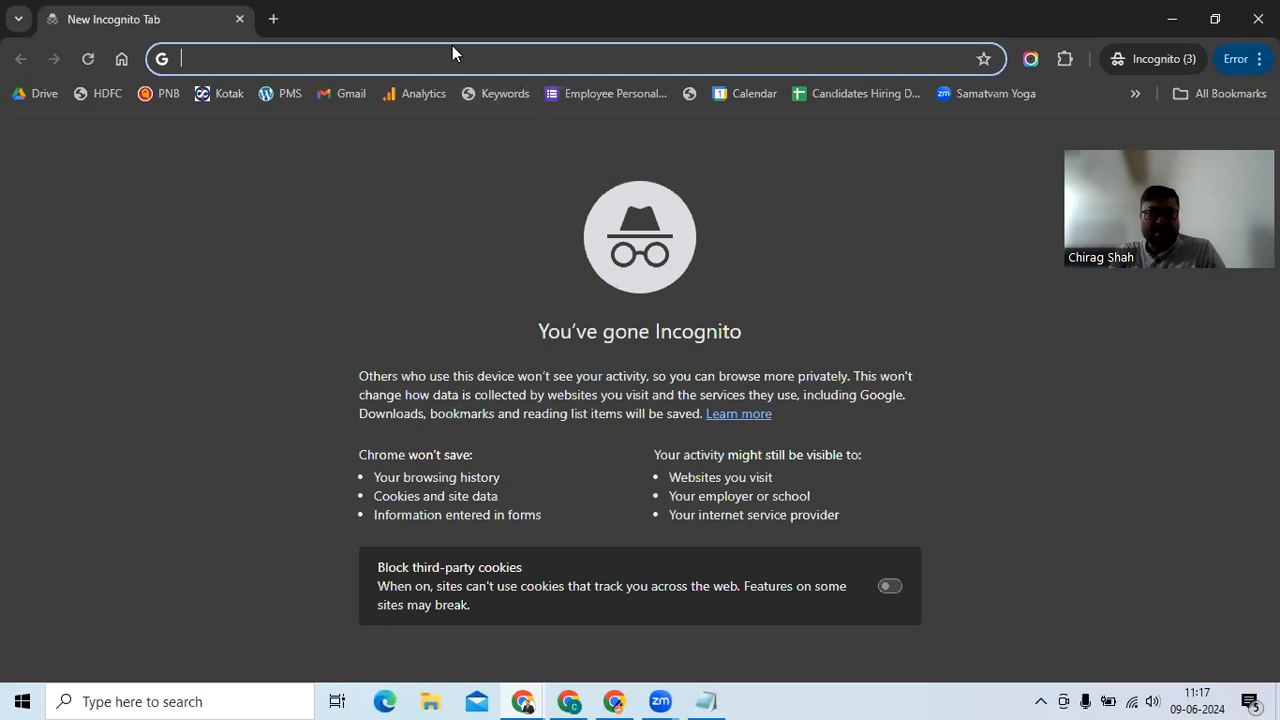 New Incognito Tab
Incognito (3)
Error
Drive
HDFC
PNB
Kotak
PMS
Gmail
Analytics
Keywords
Employee Personal...
Calendar
Candidates Hiring D...
Samatvam Yoga
All Bookmarks
Chirag Shah
You've gone Incognito
Others who use this device won't see your activity, so you can browse more privately. This won't
change how data is collected by websites you visit and the services they use, including Google.
Downloads, bookmarks and reading list items will be saved. Learn more
Chrome won't save:
• Your browsing history
• Cookies and site data
• Information entered in forms
Your activity might still be visible to:
• Websites you visit
• Your employer or school
• Your internet service provider
Block third-party cookies
When on, sites can't use cookies that track you across the web. Features on some
sites may break.
Type here to search
11:17
09-06-2024
5